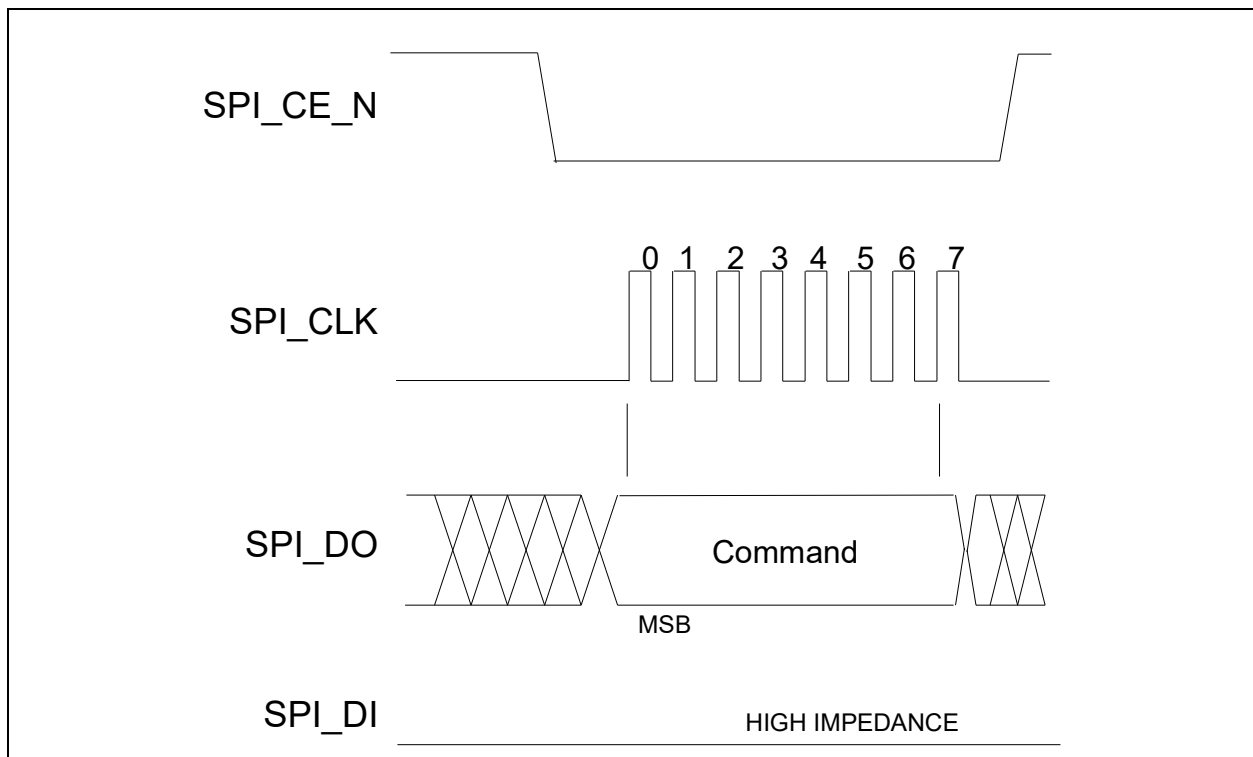 SPI_CE_N
0 1 2 3 4 5 6 7
SPI_CLK
SPI_DO
Command
MSB
SPI_DI
HIGH IMPEDANCE